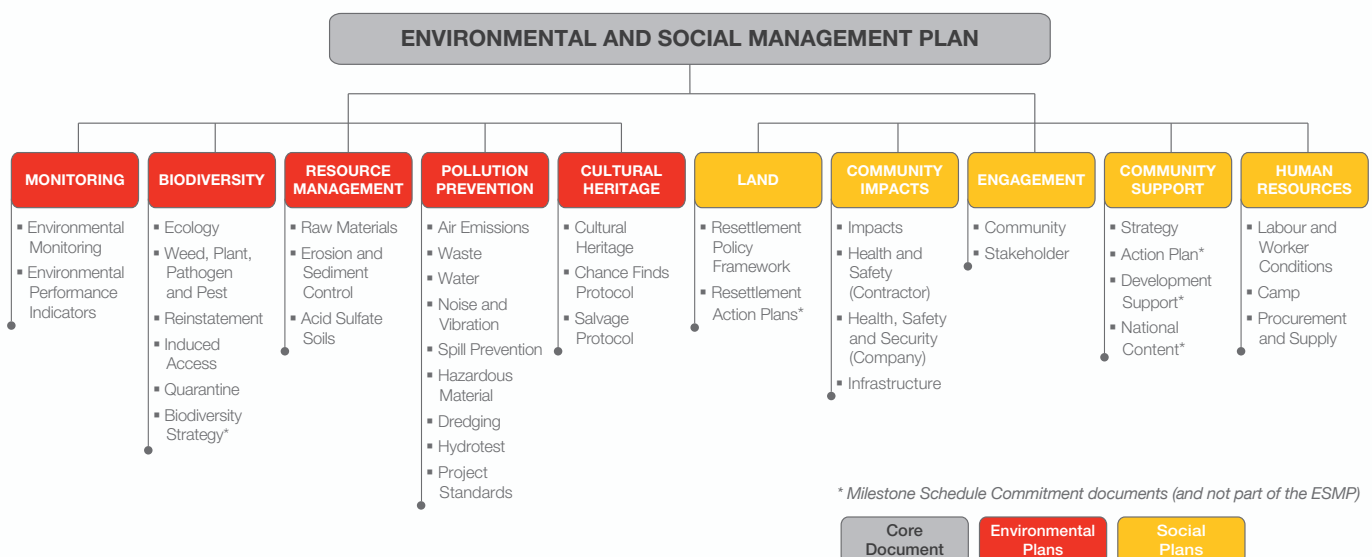 ENVIRONMENTAL AND SOCIAL MANAGEMENT PLAN
MONITORING
▪ Environmental
Monitoring
▪ Environmental
Performance
Indicators
BIODIVERSITY
▪ Ecology
▪ Weed, Plant,
Pathogen
and Pest
▪ Reinstatement
▪ Induced
Access
▪ Quarantine
▪ Biodiversity
Strategy*
RESOURCE
MANAGEMENT
▪ Raw Materials
▪ Erosion and
Sediment
Control
▪ Acid Sulfate
Soils
POLLUTION
PREVENTION
▪ Air Emissions
▪ Waste
▪ Water
▪ Noise and
Vibration
▪ Spill Prevention
▪ Hazardous
Material
▪ Dredging
▪ Hydrotest
▪ Project
Standards
CULTURAL
HERITAGE
▪ Cultural
Heritage
▪ Chance Finds
Protocol
▪ Salvage
Protocol
LAND
▪ Resettlement
Policy
Framework
▪ Resettlement
Action Plans*
COMMUNITY
IMPACTS
▪ Impacts
▪ Health and
Safety
(Contractor)
▪ Health, Safety
and Security
(Company)
▪ Infrastructure
ENGAGEMENT
▪ Community
▪ Stakeholder
COMMUNITY
SUPPORT
▪ Strategy
▪ Action Plan*
▪ Development
Support*
▪ National
Content*
HUMAN
RESOURCES
▪ Labour and
Worker
Conditions
▪ Camp
▪ Procurement
and Supply
* Milestone Schedule Commitment documents (and not part of the ESMP)
Core
Document
Environmental
Plans
Social
Plans